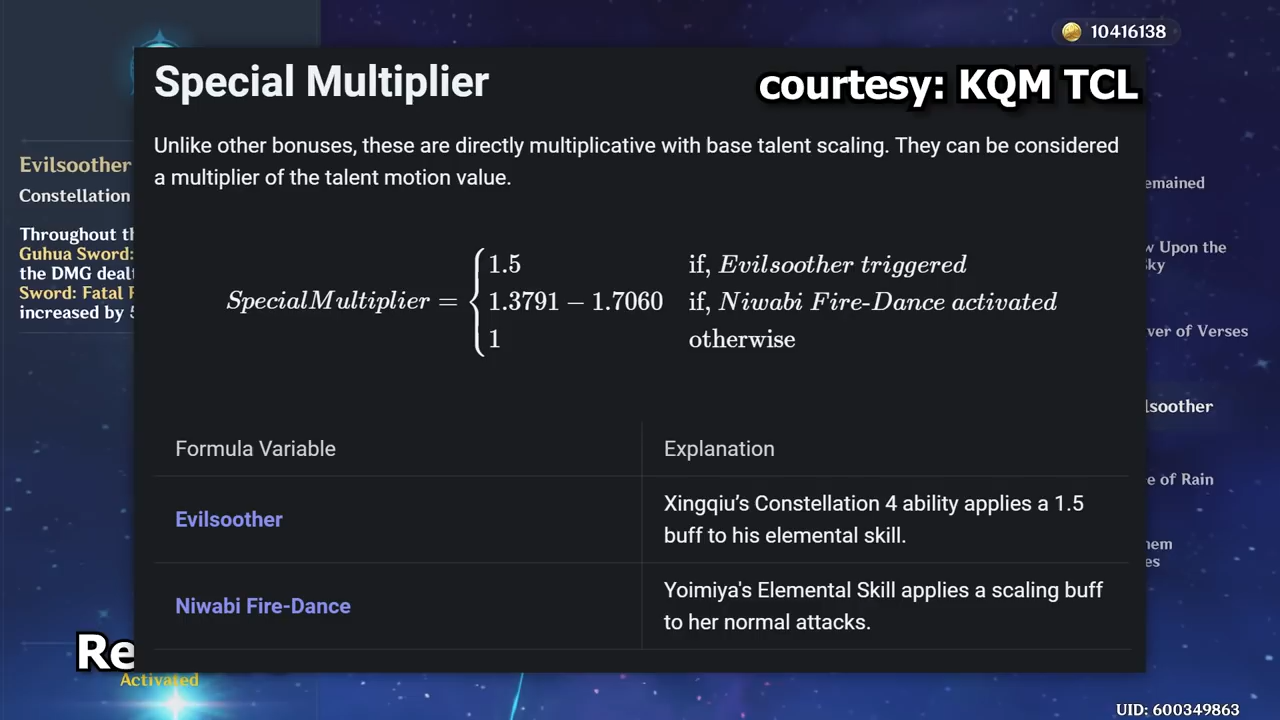 10416138
Special Multiplier
courtesy: KQM TCL
Unlike other bonuses, these are directly multiplicative with base talent scaling. They can be considered
a multiplier of the talent motion value.
Evilsoother
Constellation
Throughout th
Guhua Sword:
the DMG dealt
Sword: Fatal R
increased by 5
SpecialMultiplier = { 1.5 if, Evilsoother triggered
1.3791 − 1.7060 if, Niwabi Fire-Dance activated
1 otherwise
emained
w Upon the
ky
ver of Verses
lsoother
e of Rain
hem
es
Formula Variable Explanation
Evilsoother Xingqiu’s Constellation 4 ability applies a 1.5
buff to his elemental skill.
Niwabi Fire-Dance Yoimiya's Elemental Skill applies a scaling buff
to her normal attacks.
Re
Activated
UID: 600349863